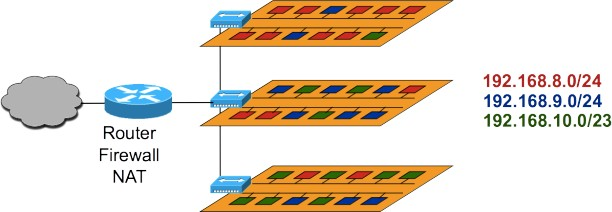 192.168.8.0/24
192.168.9.0/24
192.168.10.0/23
Router
Firewall
NAT